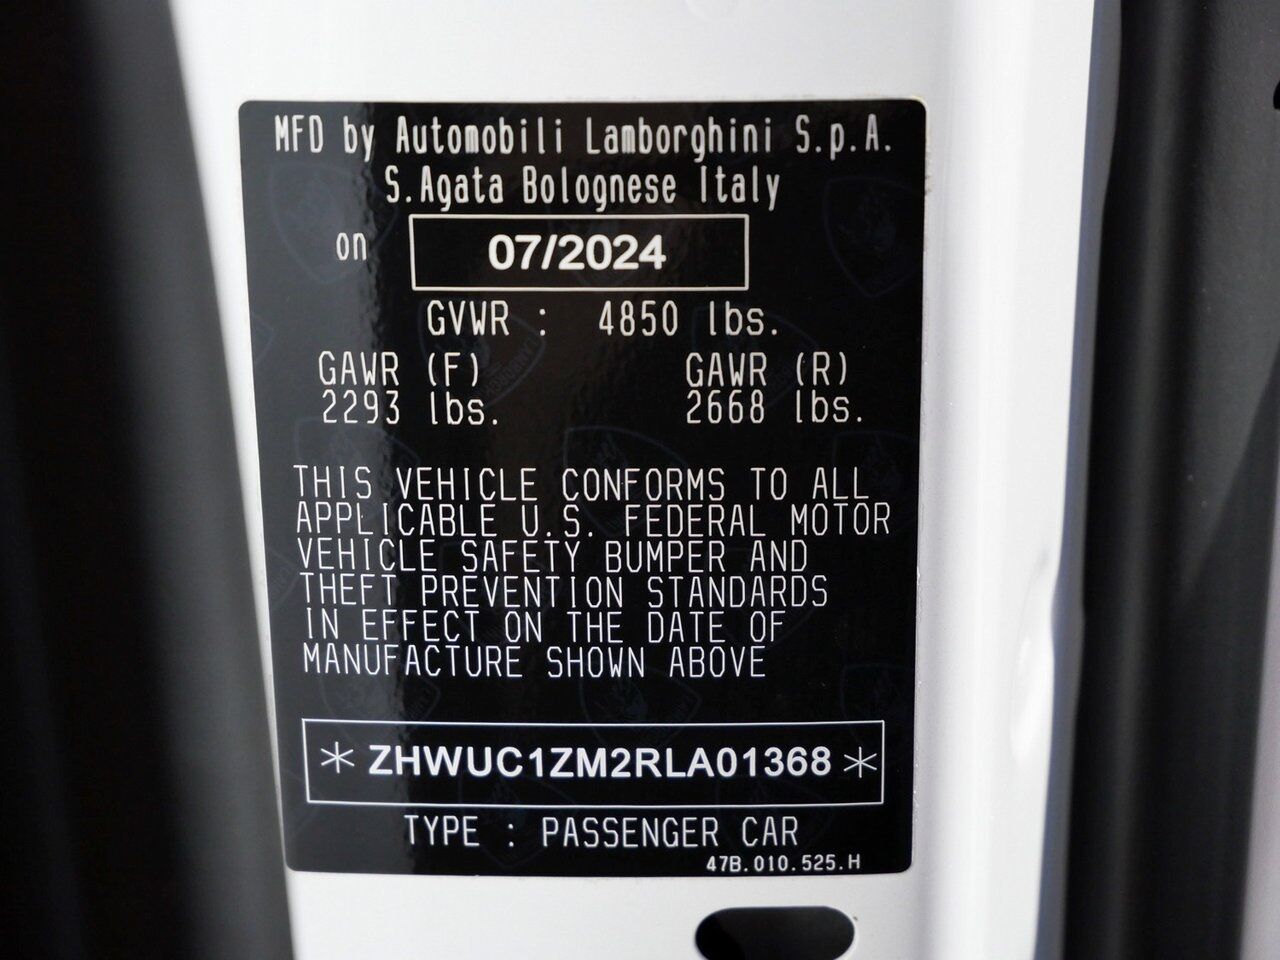 MFD by Automobili Lamborghini S.p.A.
S.Agata Bolognese Italy
on 07/2024
GVWR : 4850 lbs.
GAWR (F) GAWR (R)
2293 lbs. 2668 lbs.
THIS VEHICLE CONFORMS TO ALL
APPLICABLE U.S. FEDERAL MOTOR
VEHICLE SAFETY BUMPER AND
THEFT PREVENTION STANDARDS
IN EFFECT ON THE DATE OF
MANUFACTURE SHOWN ABOVE
* ZHWUC1ZM2RLA01368 *
TYPE : PASSENGER CAR
47B.010.525.H